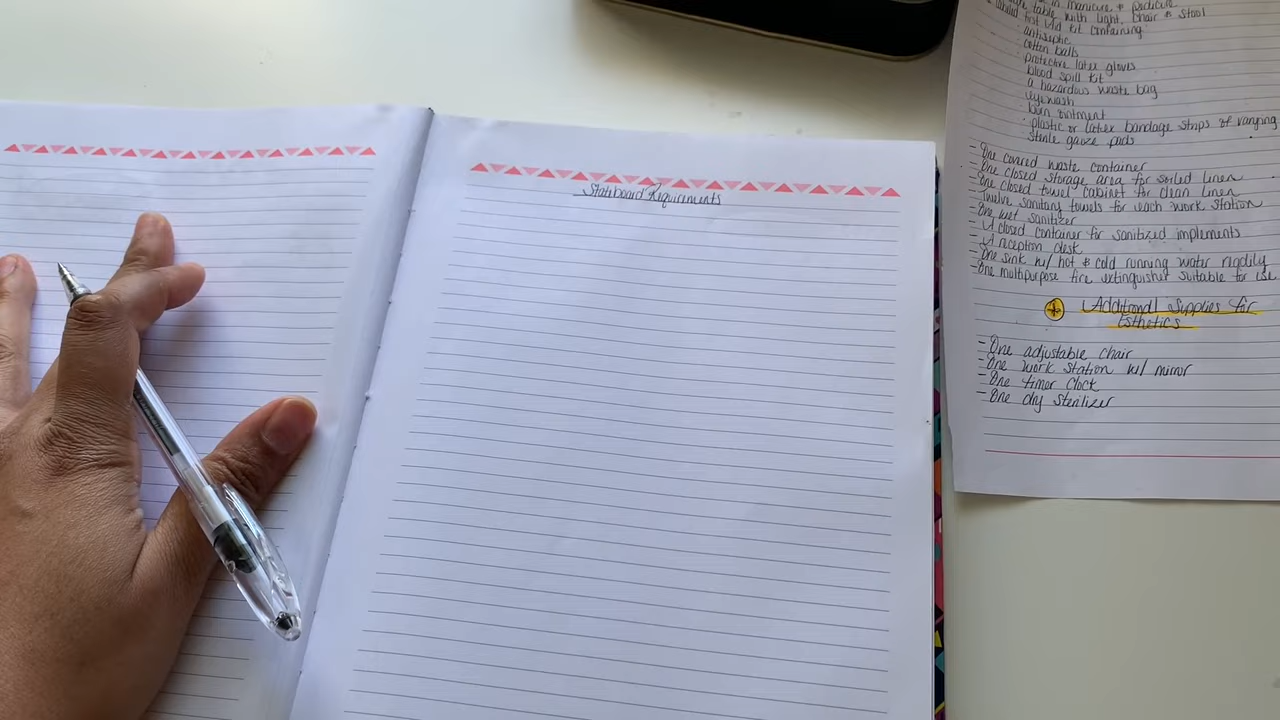 Stateboard Requirements
in manicure & pedicure
table with light, chair & stool
kit containing
antiseptic
cotton balls
protective latex gloves
blood spill kit
a hazardous waste bag
eyewash
burn ointment
plastic or latex bandage strips of varying
sterile gauze pads
- One covered waste container
- One closed storage area for soiled linen
- One closed towel cabinet for clean linen
- Twelve sanitary towels for each work station
- One wet sanitizer
- A closed container for sanitized implements
- A reception desk
- One sink w/ hot & cold running water
- One multipurpose fire extinguisher suitable for use
+ Additional Supplies for
Esthetics
- One adjustable chair
- One work station w/ mirror
- One timer clock
- One dry sterilizer